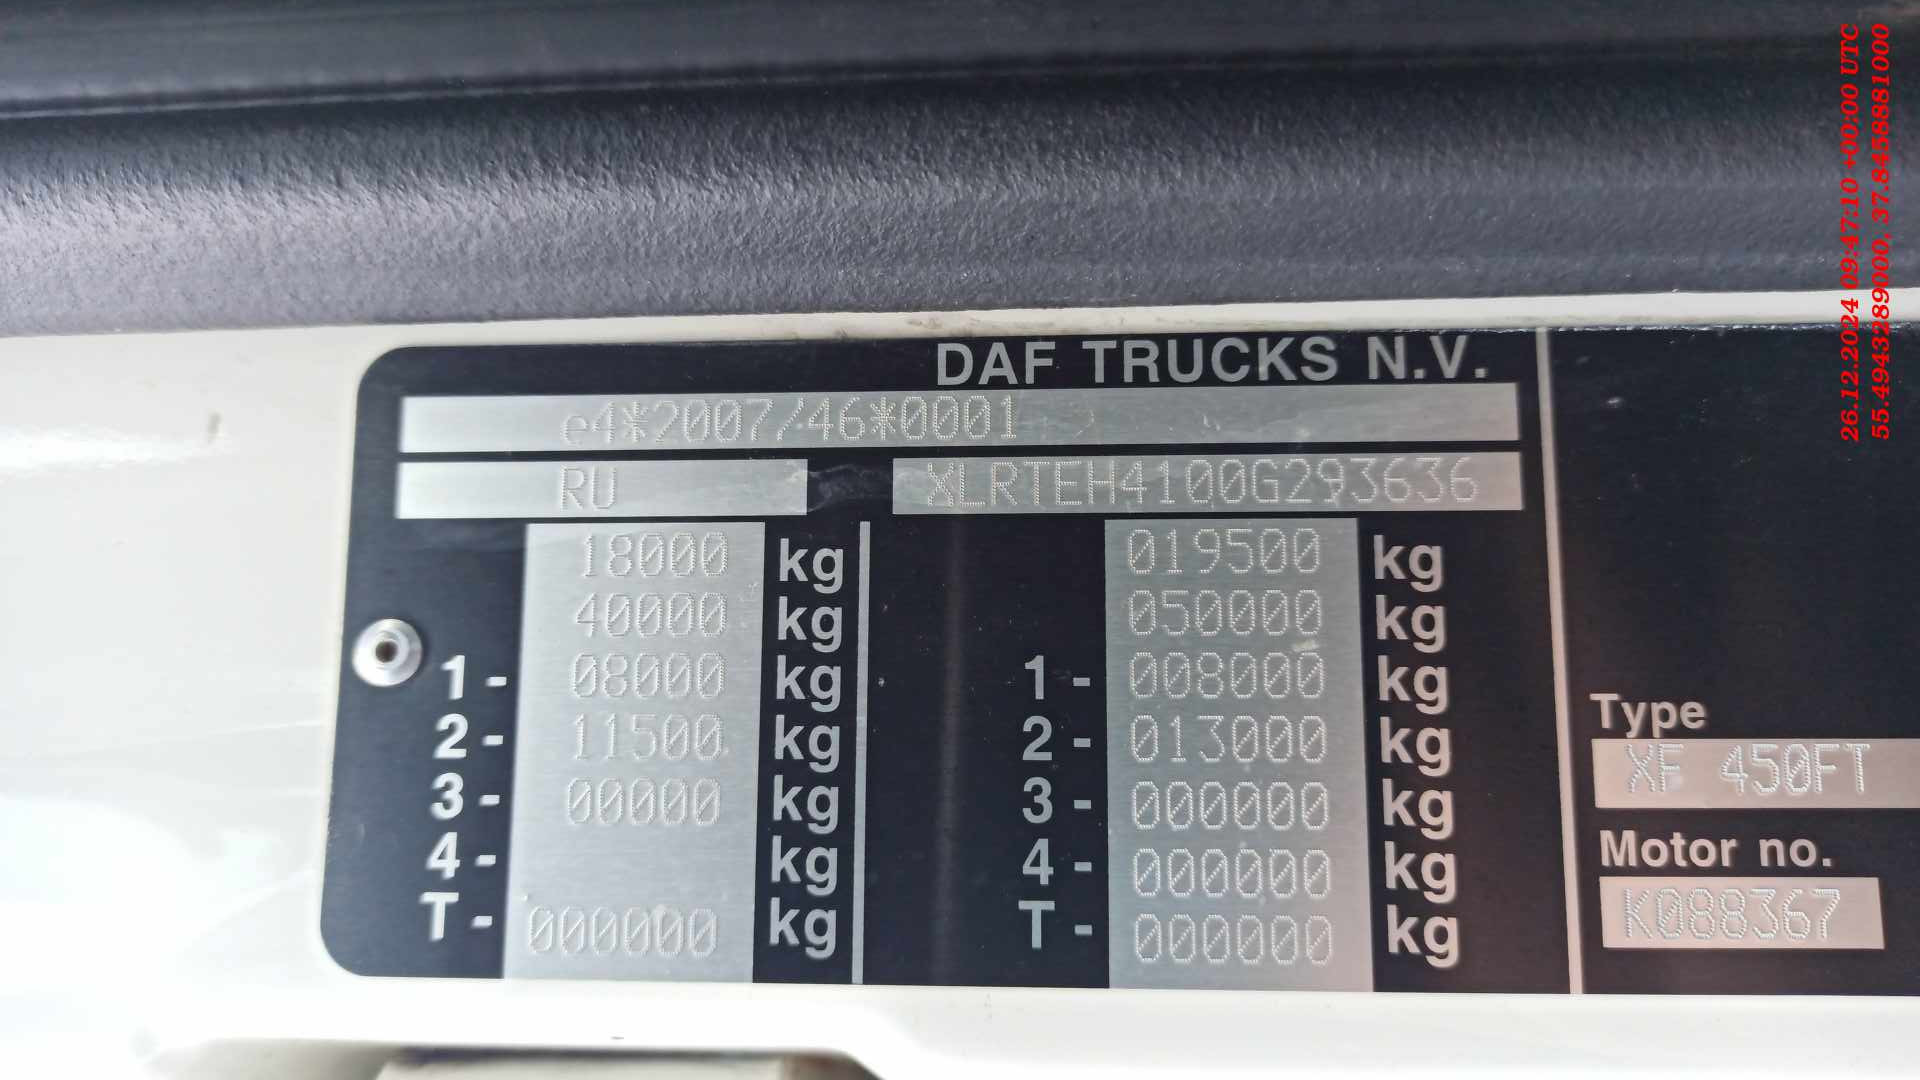 DAF TRUCKS N.V.
e4*2007/46*0001
RU XLRTEH4100G293636
18000 kg 019500 kg
40000 kg 050000 kg
1- 08000 kg 1- 008000 kg
2- 11500 kg 2- 013000 kg
3- 00000 kg 3- 000000 kg
4- kg 4- 000000 kg
T- 000000 kg T- 000000 kg
Type
XF 450FT
Motor no.
K088367
26.12.2024 09:47:10 +00:00 UTC
55.4943289000, 37.8458881000